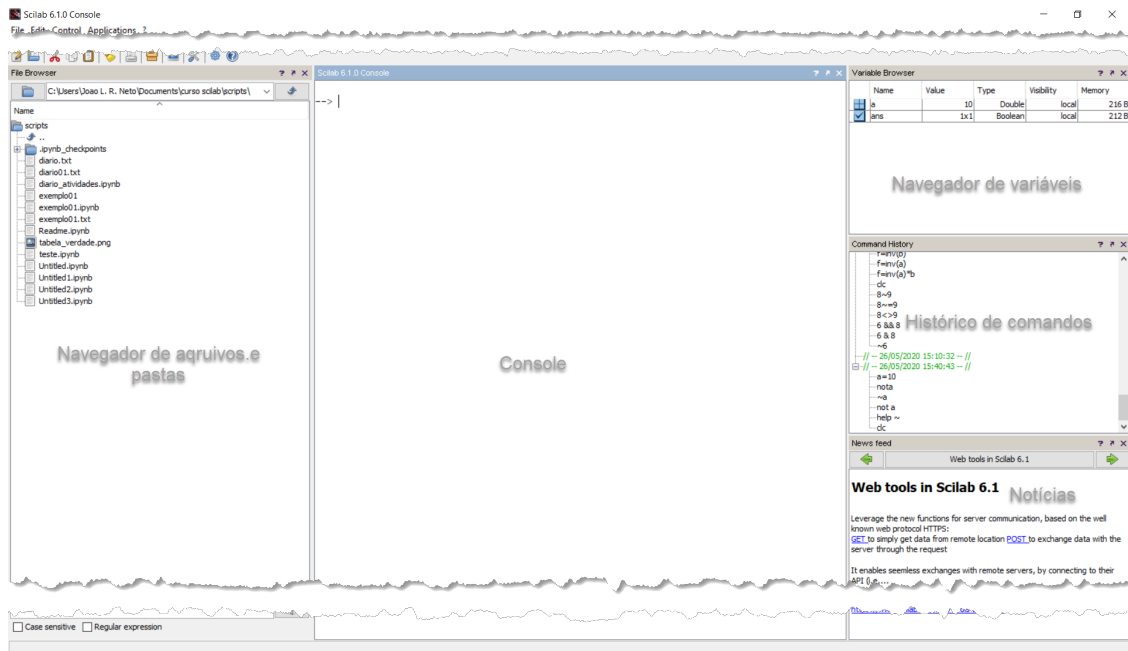 Scilab 6.1.0 Console
File Edit Control Applications ?
File Browser
C:\Users\Joao L. R. Neto\Documents\curso scilab\scripts\
Name
scripts
..
.ipynb_checkpoints
diario.txt
diario01.txt
diario_atividades.ipynb
exemplo01
exemplo01.ipynb
exemplo01.txt
Readme.ipynb
tabela_verdade.png
teste.ipynb
Untitled.ipynb
Untitled1.ipynb
Untitled2.ipynb
Untitled3.ipynb
Navegador de aqruivos.e
pastas
Case sensitive Regular expression
Scilab 6.1.0 Console
-->
Console
Variable Browser
Name Value Type Visibility Memory
a 10 Double local 216 B
ans 1x1 Boolean local 212 B
Navegador de variáveis
Command History
f=inv(b)
f=inv(a)
f=inv(a)*b
clc
8~9
8~=9
8<>9
6 && 8
6 & 8
~6
Histórico de comandos
// -- 26/05/2020 15:10:32 -- //
// -- 26/05/2020 15:40:43 -- //
a=10
nota
~a
not a
help ~
clc
News feed
Web tools in Scilab 6.1
Web tools in Scilab 6.1
Notícias
Leverage the new functions for server communication, based on the well
known web protocol HTTPS:
GET to simply get data from remote location POST to exchange data with the
server through the request
It enables seemless exchanges with remote servers, by connecting to their
API (i.e....